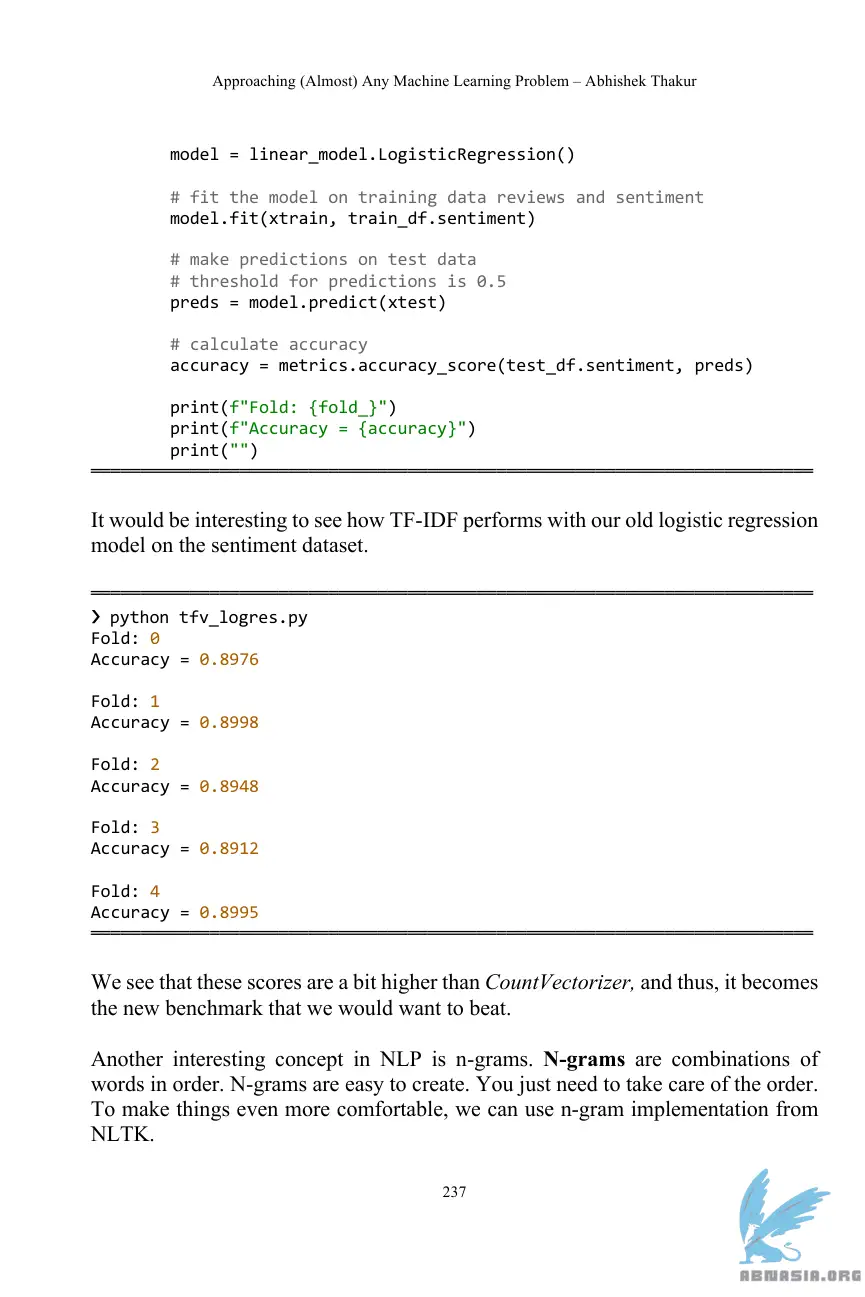 Approaching (Almost) Any Machine Learning Problem – Abhishek Thakur
model = linear_model.LogisticRegression()
# fit the model on training data reviews and sentiment
model.fit(xtrain, train_df.sentiment)
# make predictions on test data
# threshold for predictions is 0.5
preds = model.predict(xtest)
# calculate accuracy
accuracy = metrics.accuracy_score(test_df.sentiment, preds)
print(f"Fold: {fold_}")
print(f"Accuracy = {accuracy}")
print("")
It would be interesting to see how TF-IDF performs with our old logistic regression
model on the sentiment dataset.
❯ python tfv_logres.py
Fold: 0
Accuracy = 0.8976
Fold: 1
Accuracy = 0.8998
Fold: 2
Accuracy = 0.8948
Fold: 3
Accuracy = 0.8912
Fold: 4
Accuracy = 0.8995
We see that these scores are a bit higher than CountVectorizer, and thus, it becomes
the new benchmark that we would want to beat.
Another interesting concept in NLP is n-grams. N-grams are combinations of
words in order. N-grams are easy to create. You just need to take care of the order.
To make things even more comfortable, we can use n-gram implementation from
NLTK.
237
ABNASIA.ORG